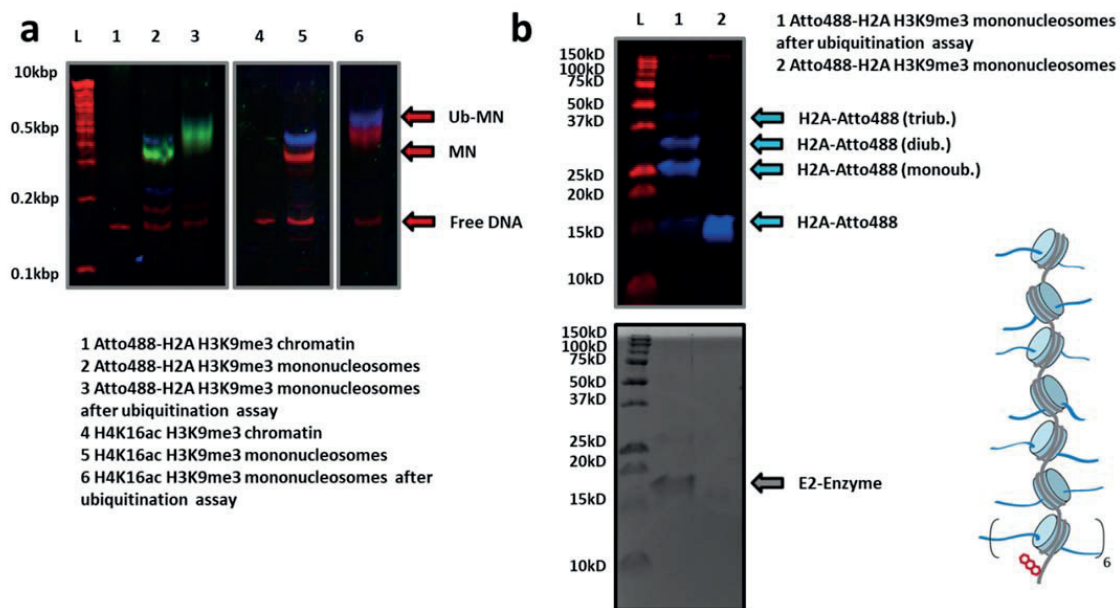 a
L 1 2 3 4 5 6
10kbp
0.5kbp
0.2kbp
0.1kbp
Ub-MN
MN
Free DNA
1 Atto488-H2A H3K9me3 chromatin
2 Atto488-H2A H3K9me3 mononucleosomes
3 Atto488-H2A H3K9me3 mononucleosomes
after ubiquitination assay
4 H4K16ac H3K9me3 chromatin
5 H4K16ac H3K9me3 mononucleosomes
6 H4K16ac H3K9me3 mononucleosomes after
ubiquitination assay
b
L 1 2
150kD
100kD
75kD
50kD
37kD
25kD
20kD
15kD
10kD
H2A-Atto488 (triub.)
H2A-Atto488 (diub.)
H2A-Atto488 (monoub.)
H2A-Atto488
1 Atto488-H2A H3K9me3 mononucleosomes
after ubiquitination assay
2 Atto488-H2A H3K9me3 mononucleosomes
150kD
100kD
75kD
50kD
37kD
25kD
20kD
15kD
10kD
E2-Enzyme
6